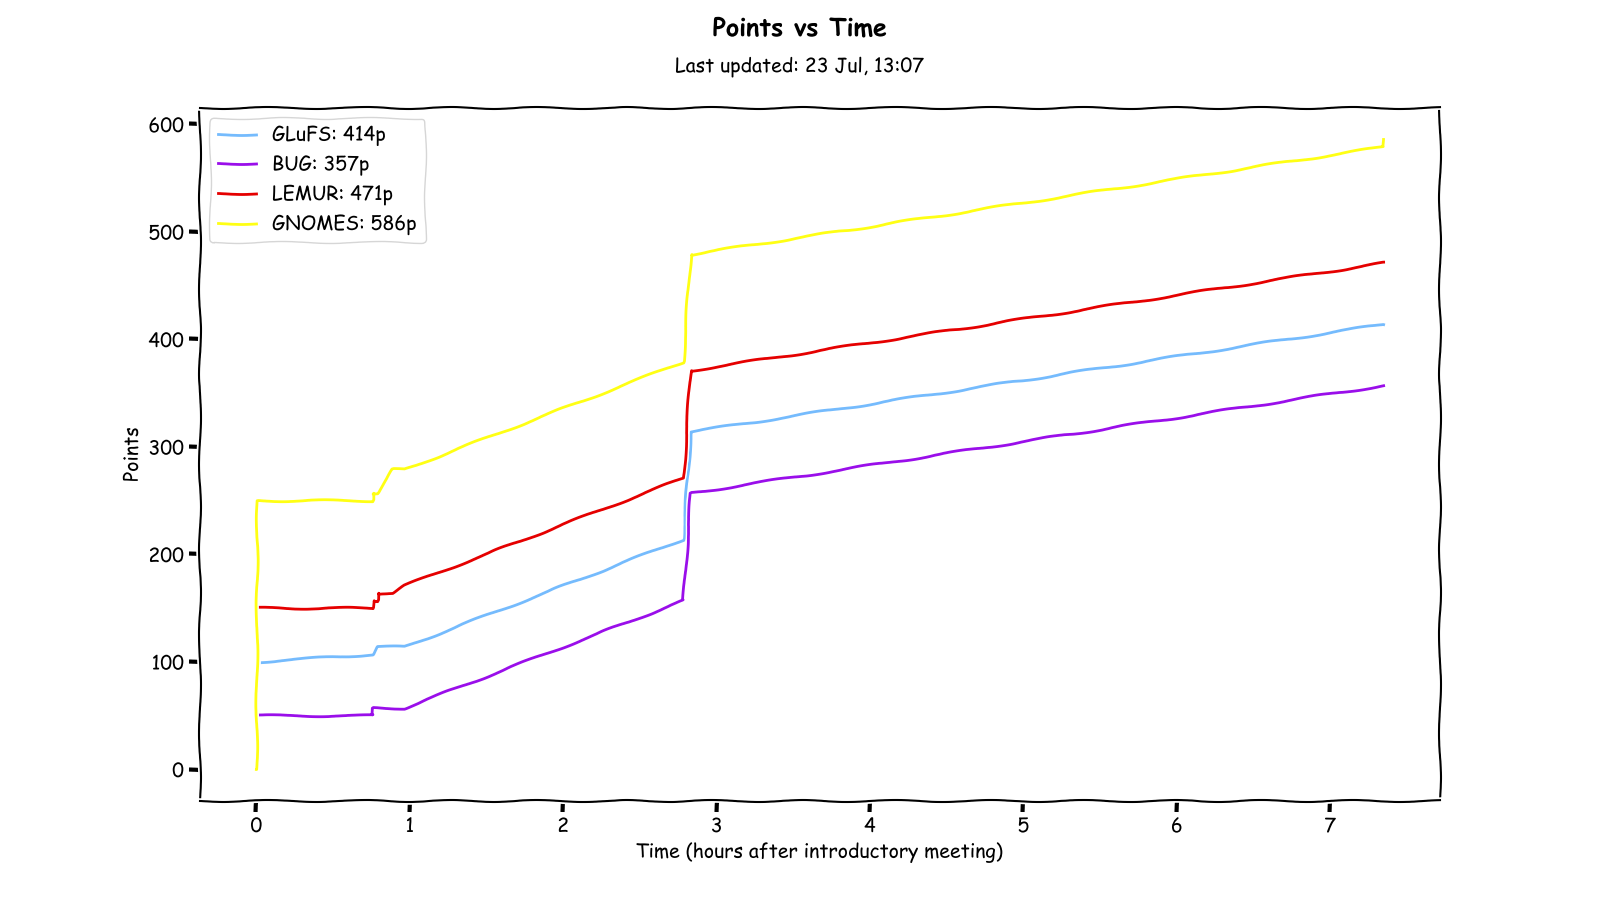 Points vs Time
Last updated: 23 Jul, 13:07
GLuFS: 414p
BUG: 357p
LEMUR: 471p
GNOMES: 586p
600
500
400
300
200
100
0
Points
0 1 2 3 4 5 6 7
Time (hours after introductory meeting)